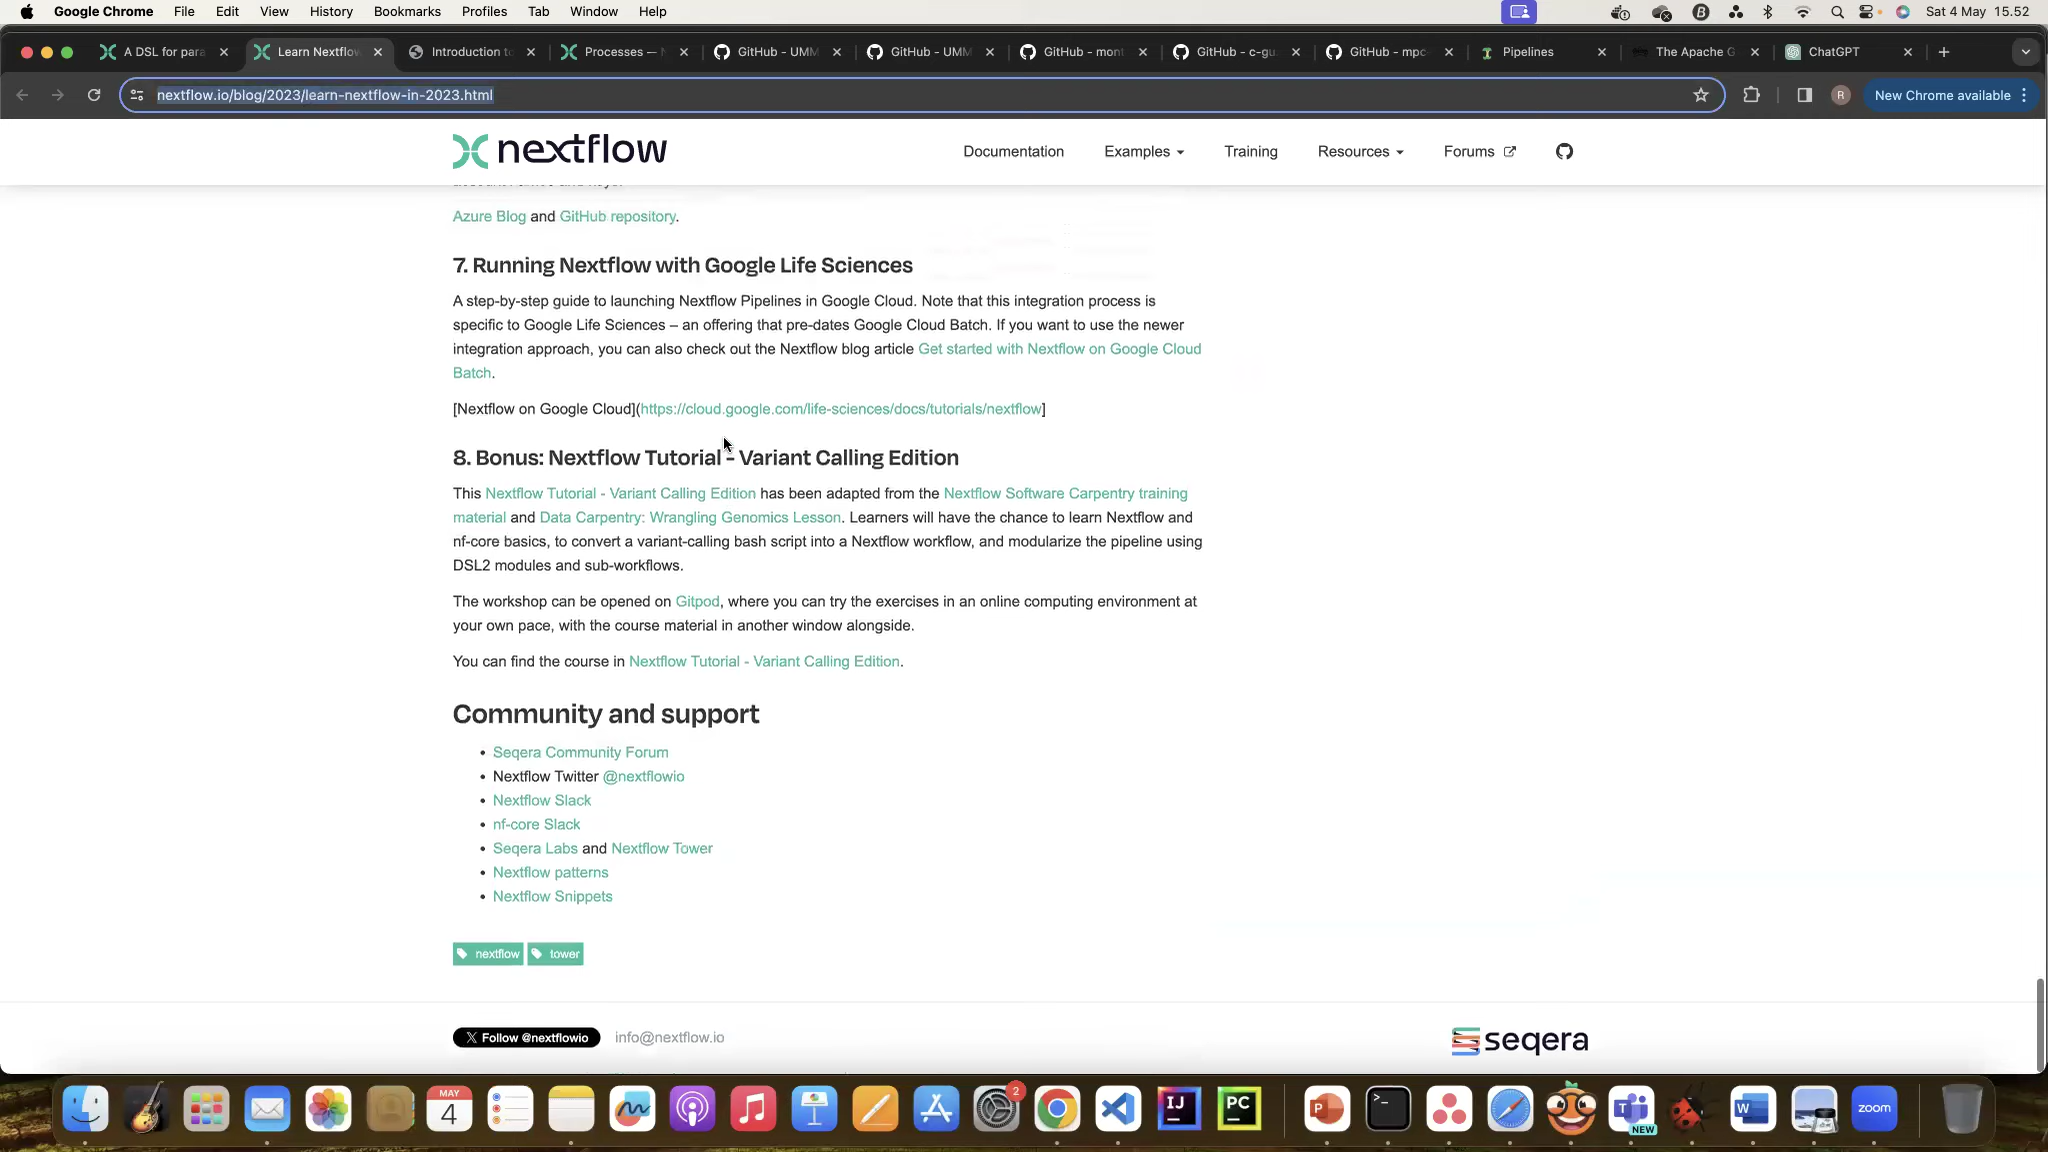 Google Chrome File Edit View History Bookmarks Profiles Tab Window Help Sat 4 May 15.52
A DSL for para Learn Nextflow Introduction to Processes — N GitHub - UMM GitHub - UMM GitHub - mont GitHub - c-gu GitHub - mpc- Pipelines The Apache G ChatGPT
nextflow.io/blog/2023/learn-nextflow-in-2023.html R New Chrome available
nextflow Documentation Examples Training Resources Forums
Azure Blog and GitHub repository.
7. Running Nextflow with Google Life Sciences
A step-by-step guide to launching Nextflow Pipelines in Google Cloud. Note that this integration process is
specific to Google Life Sciences – an offering that pre-dates Google Cloud Batch. If you want to use the newer
integration approach, you can also check out the Nextflow blog article Get started with Nextflow on Google Cloud
Batch.
[Nextflow on Google Cloud](https://cloud.google.com/life-sciences/docs/tutorials/nextflow]
8. Bonus: Nextflow Tutorial - Variant Calling Edition
This Nextflow Tutorial - Variant Calling Edition has been adapted from the Nextflow Software Carpentry training
material and Data Carpentry: Wrangling Genomics Lesson. Learners will have the chance to learn Nextflow and
nf-core basics, to convert a variant-calling bash script into a Nextflow workflow, and modularize the pipeline using
DSL2 modules and sub-workflows.
The workshop can be opened on Gitpod, where you can try the exercises in an online computing environment at
your own pace, with the course material in another window alongside.
You can find the course in Nextflow Tutorial - Variant Calling Edition.
Community and support
• Seqera Community Forum
• Nextflow Twitter @nextflowio
• Nextflow Slack
• nf-core Slack
• Seqera Labs and Nextflow Tower
• Nextflow patterns
• Nextflow Snippets
nextflow tower
X Follow @nextflowio info@nextflow.io seqera
MAY 4 2 IJ PC P >_ T NEW W zoom